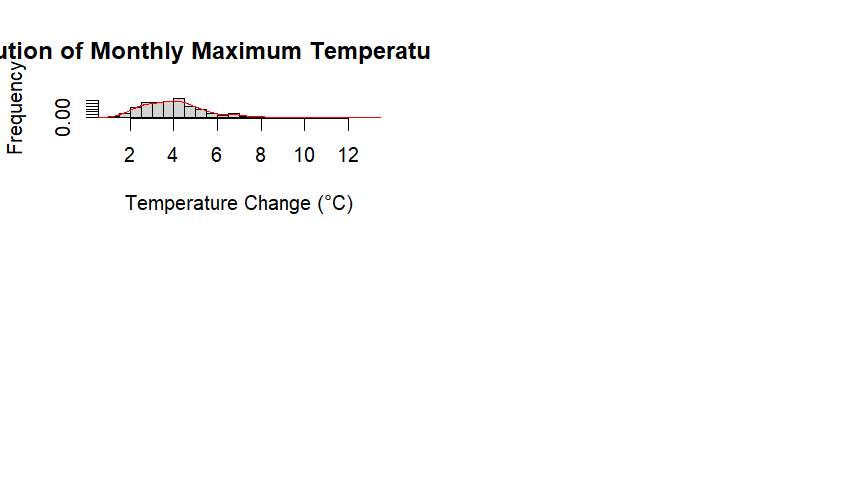 ution of Monthly Maximum Temperatu
Frequency
0.00
2 4 6 8 10 12
Temperature Change (°C)